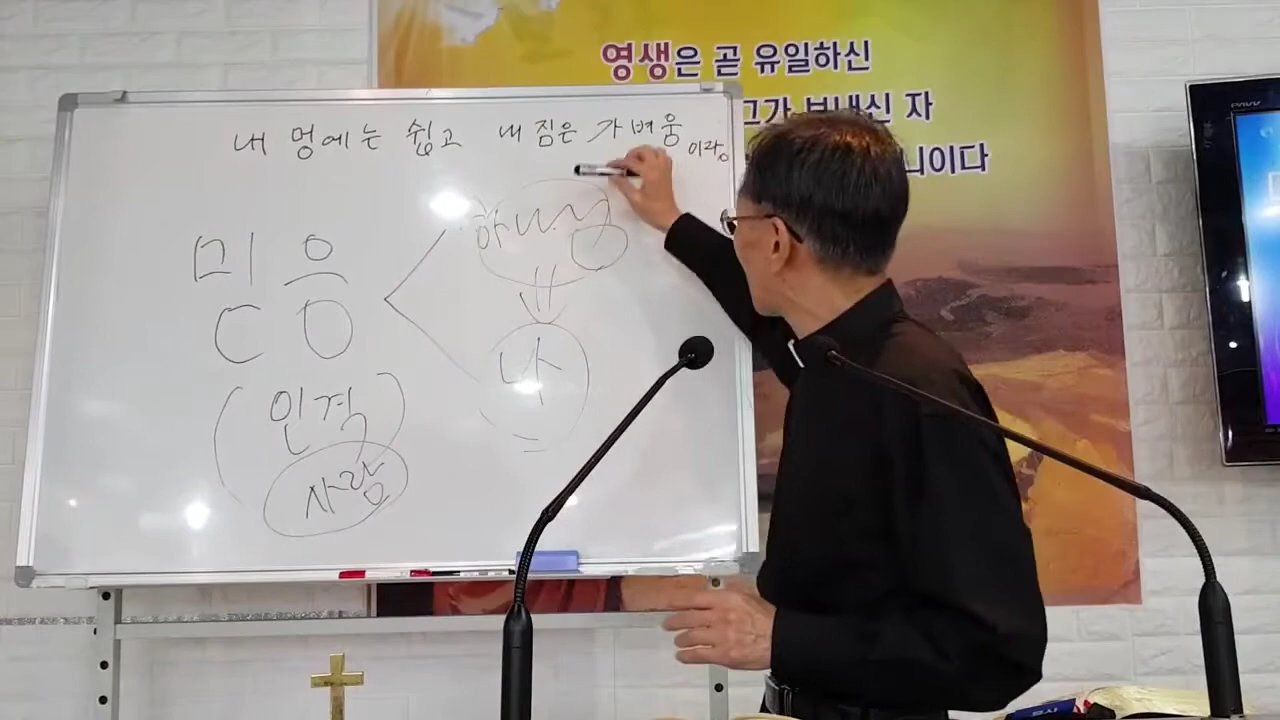 영생은 곧 유일하신
그가 보내신 자
니이다
내 멍에는 쉽고 내 짐은 가벼움
이라
하나님
믿음
나
인격
사랑